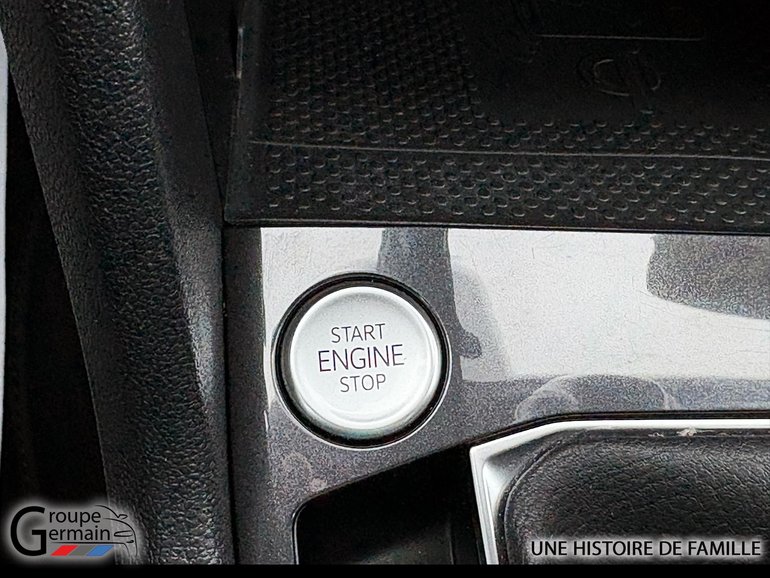 START
ENGINE
STOP
Groupe
Germain
UNE HISTOIRE DE FAMILLE